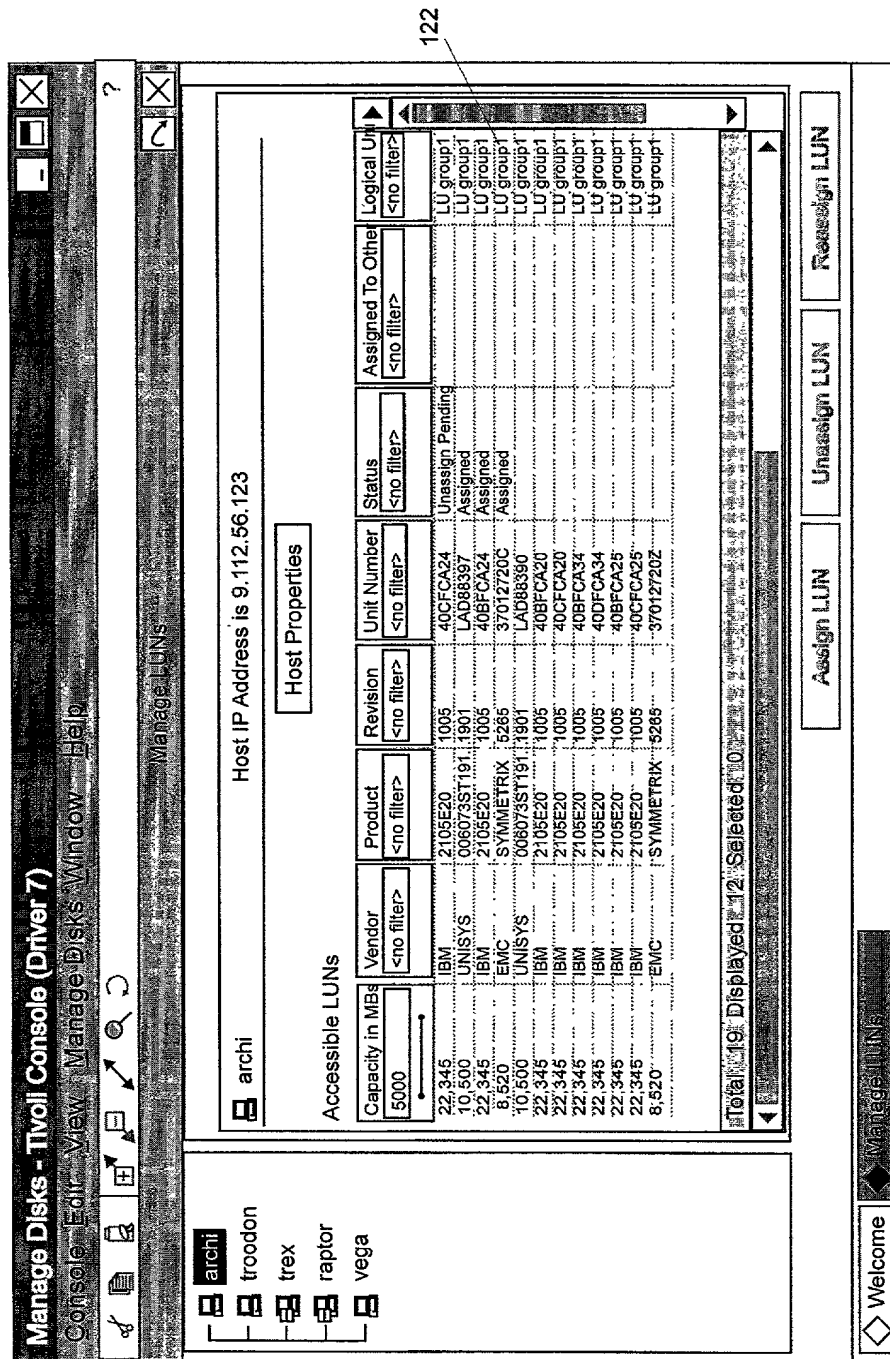 Manage Disks - Tivoli Console (Driver 7)
Console Edit View Manage Disks Window Help
?
Manage LUNs
archi
troodon
trex
raptor
vega
archi Host IP Address is 9.112.56.123
Host Properties
Accessible LUNs
Capacity in MBs Vendor Product Revision Unit Number Status Assigned To Other Logical Uni
5000 <no filter> <no filter> <no filter> <no filter> <no filter> <no filter> <no filter>
22,345 IBM 2105E20 1005 40CFCA24 Unassign Pending LU group1
10,500 UNISYS 006073ST191.. 1901 LAD88397 Assigned LU group1
22,345 IBM 2105E20 1005 40BFCA24 Assigned LU group1
8,520 EMC SYMMETRIX 5265 37012720C Assigned LU group1
10,500 UNISYS 006073ST191.. 1901 LAD88390 LU group1
22,345 IBM 2105E20 1005 40BFCA20 LU group1
22,345 IBM 2105E20 1005 40CFCA20 LU group1
22,345 IBM 2105E20 1005 40BFCA34 LU group1
22,345 IBM 2105E20 1005 40DFCA34 LU group1
22,345 IBM 2105E20 1005 40BFCA25 LU group1
22,345 IBM 2105E20 1005 40CFCA25 LU group1
8,520 EMC SYMMETRIX 5265 37012720Z LU group1
Total: 19 Displayed: 12 Selected: 0
Assign LUN Unassign LUN Reassign LUN
Welcome Manage LUNs
122